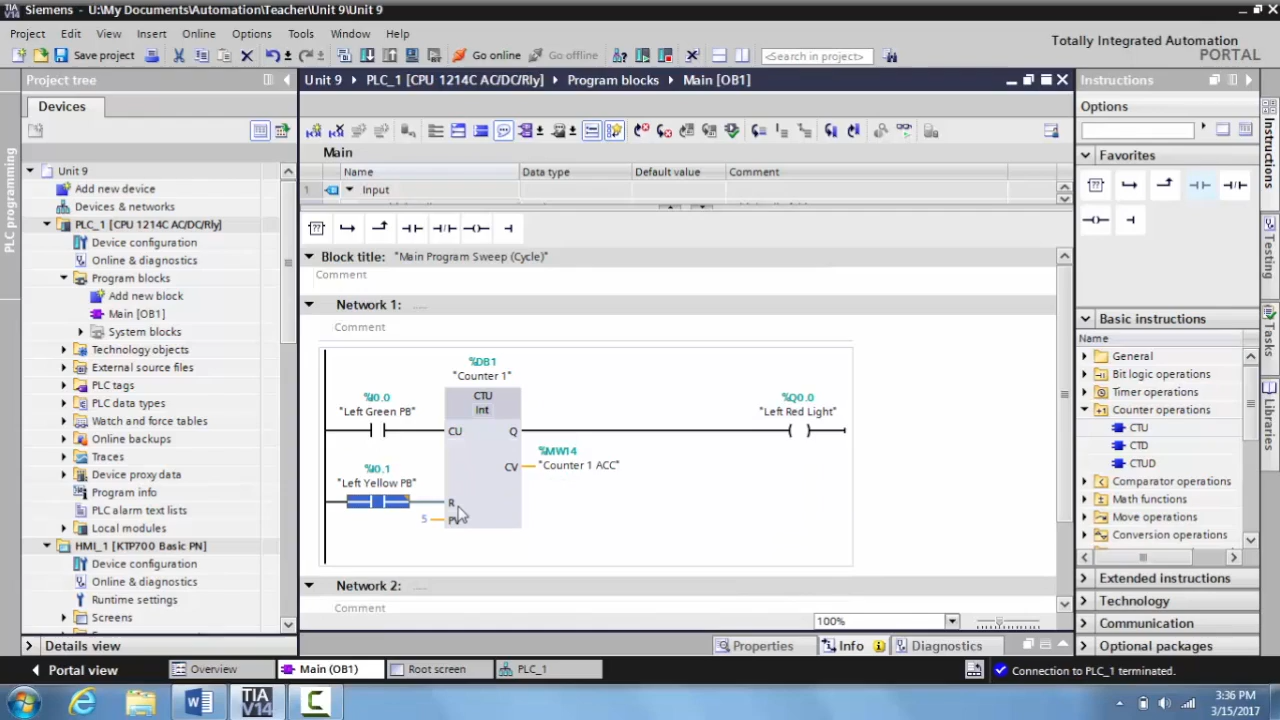 TIA V14 Siemens - U:\My Documents\Automation\Teacher\Unit 9\Unit 9
Project Edit View Insert Online Options Tools Window Help
Totally Integrated Automation
PORTAL
Save project Go online Go offline <Search in project>
Project tree
Unit 9 PLC_1 [CPU 1214C AC/DC/Rly] Program blocks Main [OB1]
Instructions
Devices
Options
PLC programming
Main
Name Data type Default value Comment
1 Input
Favorites
Unit 9
Add new device
Devices & networks
PLC_1 [CPU 1214C AC/DC/Rly]
Device configuration
Online & diagnostics
Program blocks
Add new block
Main [OB1]
System blocks
Technology objects
External source files
PLC tags
PLC data types
Watch and force tables
Online backups
Traces
Device proxy data
Program info
PLC alarm text lists
Local modules
HMI_1 [KTP700 Basic PN]
Device configuration
Online & diagnostics
Runtime settings
Screens
Details view
Block title: "Main Program Sweep (Cycle)"
Comment
Network 1: .....
Comment
%DB1
"Counter 1"
CTU
Int
%I0.0
"Left Green PB"
CU Q
%Q0.0
"Left Red Light"
CV
%MW14
"Counter 1 ACC"
%I0.1
"Left Yellow PB"
R
5
Network 2: .....
Comment
100%
Properties Info Diagnostics
Basic instructions
Name
General
Bit logic operations
Timer operations
Counter operations
CTU
CTD
CTUD
Comparator operations
Math functions
Move operations
Conversion operations
Extended instructions
Technology
Communication
Optional packages
Instructions
Testing
Tasks
Libraries
Portal view Overview Main (OB1) Root screen PLC_1 Connection to PLC_1 terminated.
TIA
V14
3:36 PM
3/15/2017